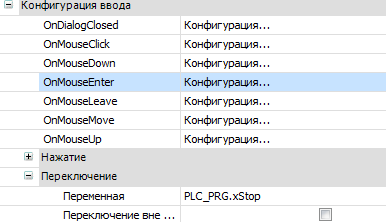 Конфигурация ввода
OnDialogClosed Конфигурация...
OnMouseClick Конфигурация...
OnMouseDown Конфигурация...
OnMouseEnter Конфигурация...
OnMouseLeave Конфигурация...
OnMouseMove Конфигурация...
OnMouseUp Конфигурация...
Нажатие
Переключение
Переменная PLC_PRG.xStop
Переключение вне ...